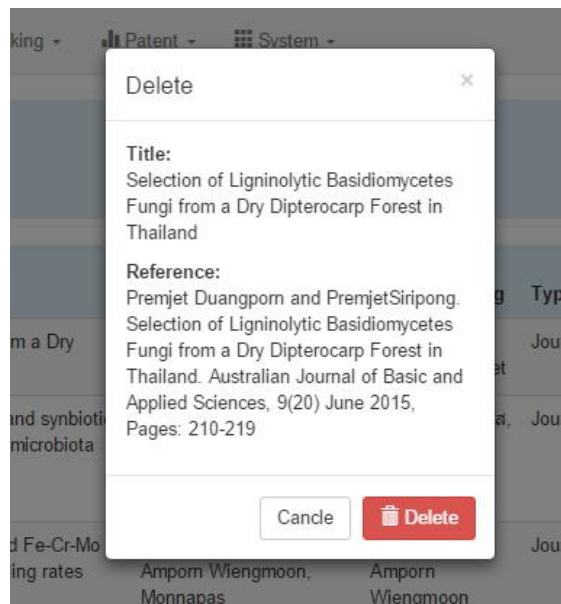 king
Patent
System
Delete
×
Title:
Selection of Ligninolytic Basidiomycetes
Fungi from a Dry Dipterocarp Forest in
Thailand
Reference:
Premjet Duangporn and PremjetSiripong.
Selection of Ligninolytic Basidiomycetes
Fungi from a Dry Dipterocarp Forest in
Thailand. Australian Journal of Basic and
Applied Sciences, 9(20) June 2015,
Pages: 210-219
Cancle
Delete
g
Typ
m a Dry
Jou
et
and synbioti
ส,
Jou
microbiota
d Fe-Cr-Mo
Jou
ing rates
Amporn Wiengmoon,
Amporn
Monnapas
Wiengmoon